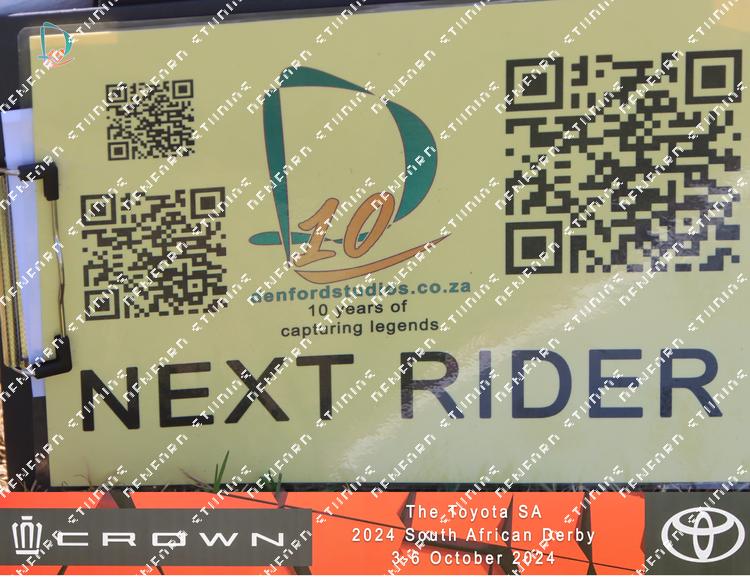 10
denfordstudios.co.za
10 years of
capturing legends
NEXT RIDER
CROWN
The Toyota SA
2024 South African Derby
3-6 October 2024